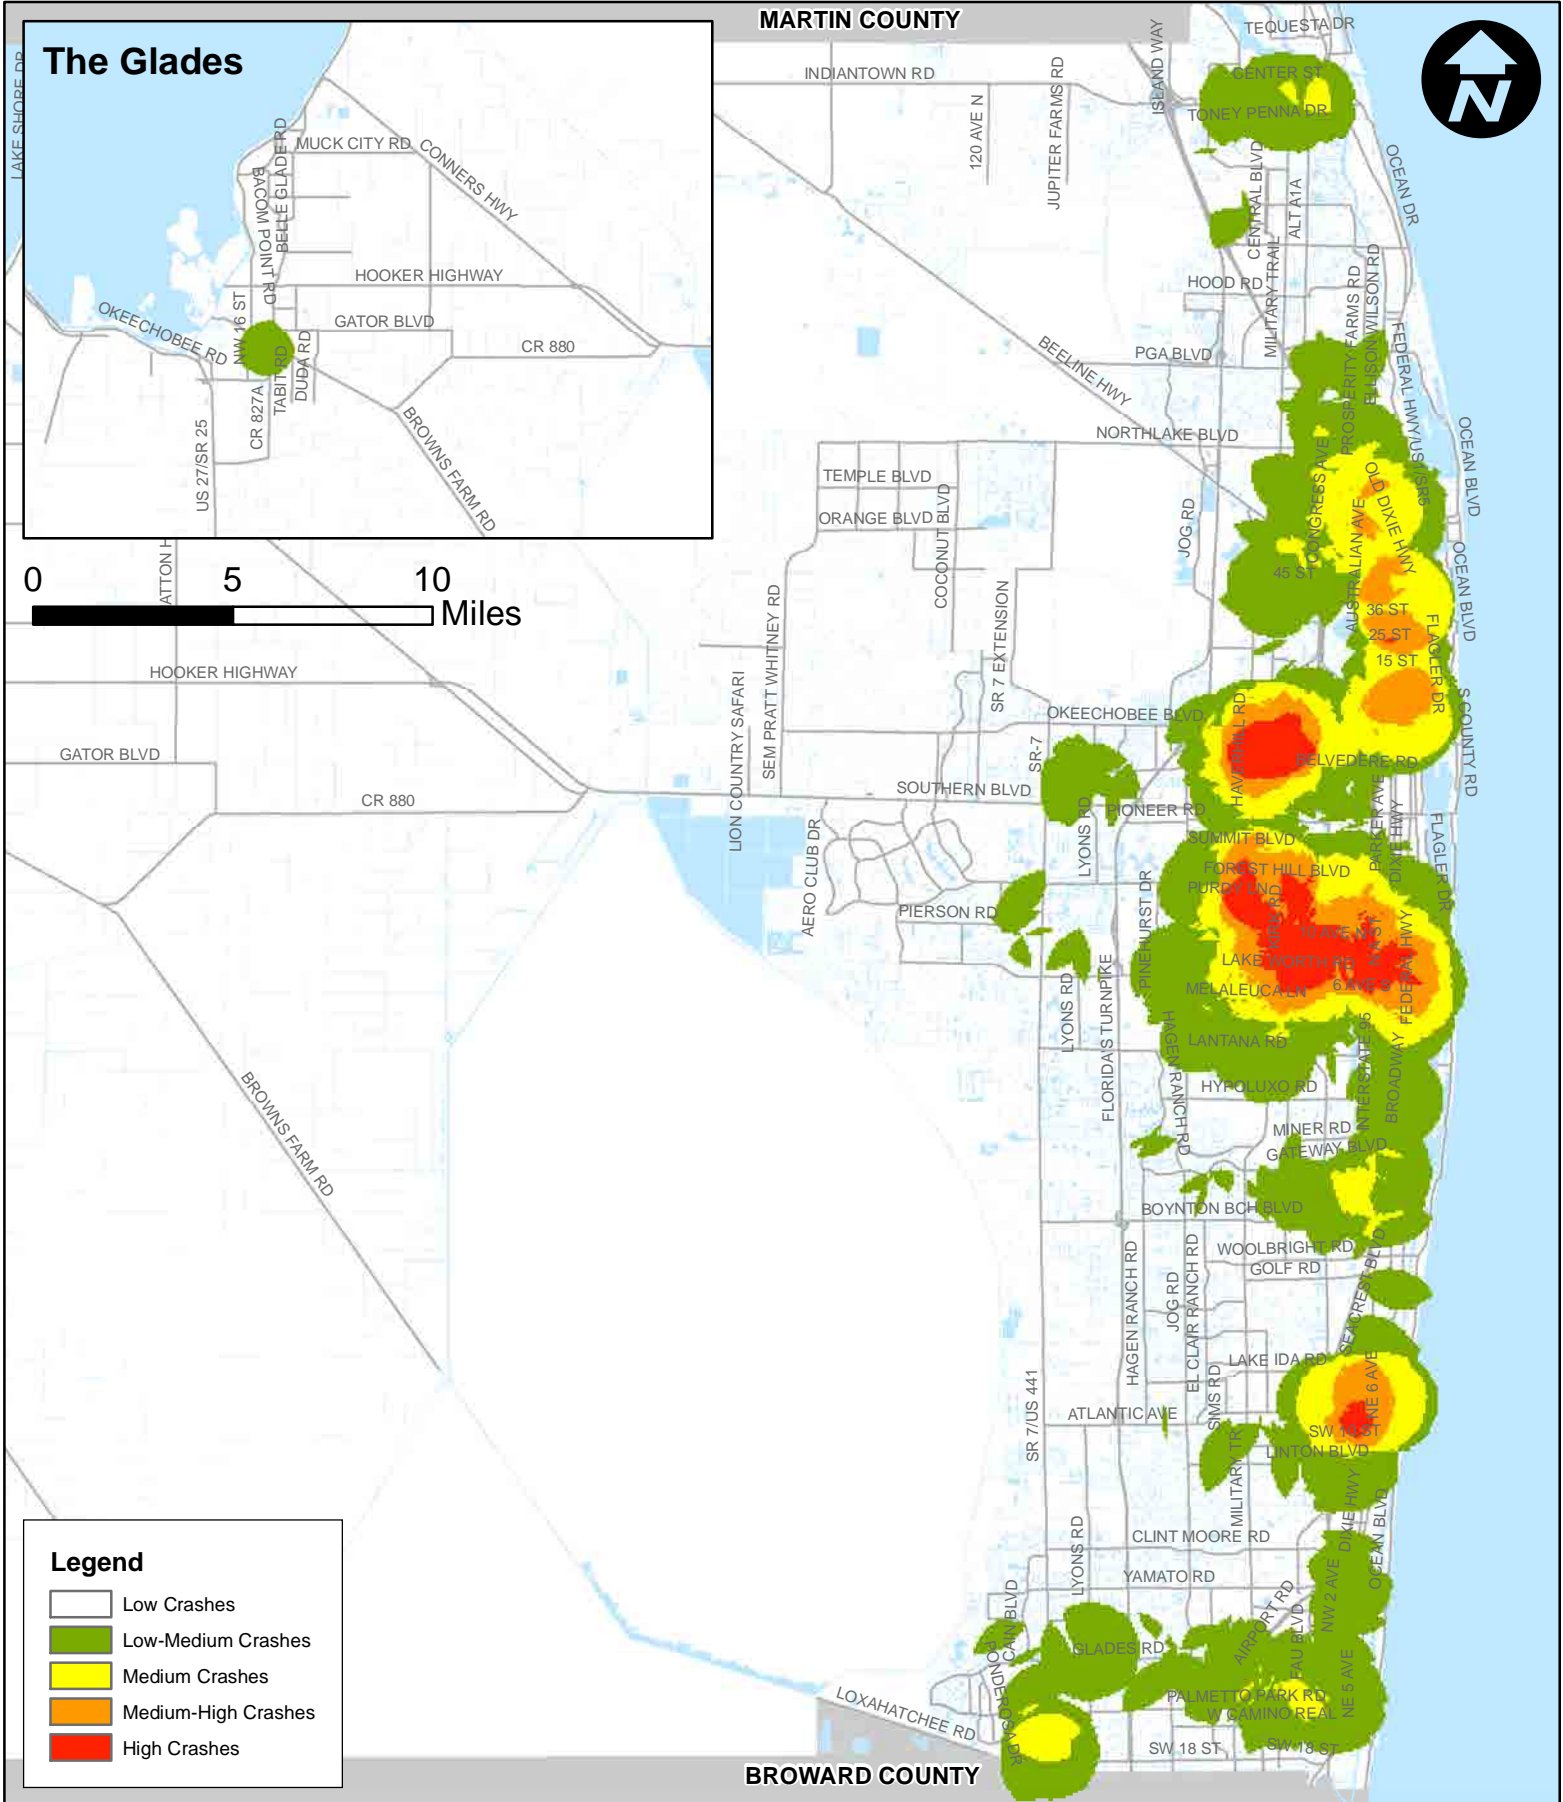 MARTIN COUNTY
TEQUESTA DR
The Glades
N
INDIANTOWN RD
ISLAND WAY
CENTER ST
TONEY PENNA DR
LAKE SHORE DR
120 AVE N
JUPITER FARMS RD
MUCK CITY RD
CONNERS HWY
BELLE GLADE RD
BACOM POINT RD
OCEAN DR
CENTRAL BLVD
ALT A1A
MILITARY TRAIL
HOOKER HIGHWAY
HOOD RD
PROSPERITY FARMS RD
ELLISON WILSON RD
OKEECHOBEE RD
NW 16 ST
GATOR BLVD
CR 880
TABIT RD
DUDA RD
CR 827A
US 27/SR 25
BROWNS FARM RD
BEELINE HWY
PGA BLVD
FEDERAL HWY/US1/SR5
NORTHLAKE BLVD
OCEAN BLVD
TEMPLE BLVD
CONGRESS AVE
OLD DIXIE HWY
ORANGE BLVD
COCONUT BLVD
JOG RD
AUSTRALIAN AVE
OCEAN BLVD
0 5 10
Miles
ATTON H
45 ST
36 ST
25 ST
15 ST
FLAGLER DR
SEM PRATT WHITNEY RD
SR 7 EXTENSION
HOOKER HIGHWAY
LION COUNTRY SAFARI
OKEECHOBEE BLVD
HAVERHILL RD
S COUNTY RD
GATOR BLVD
SR-7
BELVEDERE RD
CR 880
SOUTHERN BLVD
PIONEER RD
LYONS RD
PARKER AVE
DIXIE HWY
FLAGLER DR
AERO CLUB DR
SUMMIT BLVD
FOREST HILL BLVD
PURDY LN
PINEHURST DR
KIRK RD
PIERSON RD
10 AVE N
N A ST
FEDERAL HWY
LAKE WORTH RD
6 AVE S
MELALEUCA LN
LYONS RD
FLORIDA'S TURNPIKE
HAGEN RANCH RD
LANTANA RD
INTERSTATE 95
BROADWAY
HYPOLUXO RD
BROWNS FARM RD
MINER RD
GATEWAY BLVD
BOYNTON BCH BLVD
WOOLBRIGHT RD
GOLF RD
SEACREST BLVD
HAGEN RANCH RD
JOG RD
EL CLAIR RANCH RD
LAKE IDA RD
SIMS RD
NE 6 AVE
SR 7/US 441
ATLANTIC AVE
SW 10 ST
LINTON BLVD
MILITARY TR
DIXIE HWY
OCEAN BLVD
CLINT MOORE RD
LYONS RD
YAMATO RD
NW 2 AVE
CAIN BLVD
AIRPORT RD
FAU BLVD
GLADES RD
PONDEROSA DR
NE 5 AVE
PALMETTO PARK RD
W CAMINO REAL
LOXAHATCHEE RD
SW 18 ST
SW 18 ST
BROWARD COUNTY
Legend
Low Crashes
Low-Medium Crashes
Medium Crashes
Medium-High Crashes
High Crashes